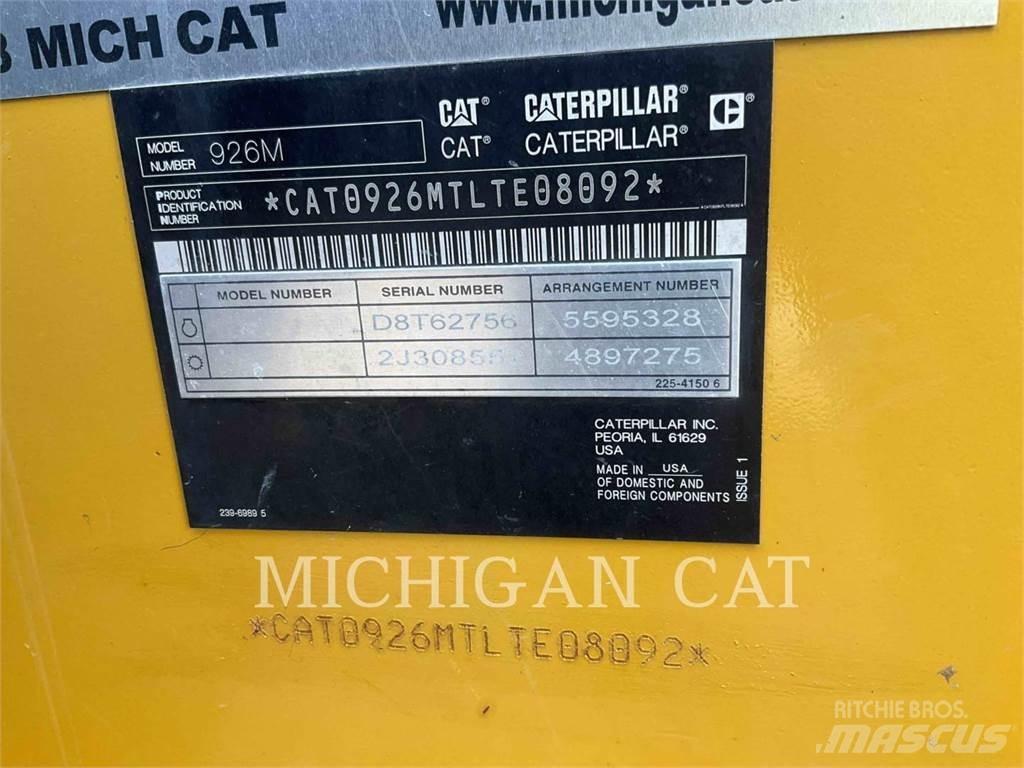 3 MICH CAT
CAT® CATERPILLAR®
CAT® CATERPILLAR®
MODEL NUMBER 926M
PRODUCT IDENTIFICATION NUMBER *CAT0926MTLTE08092*
MODEL NUMBER SERIAL NUMBER ARRANGEMENT NUMBER
D8T62756 5595328
2J30855 4897275
225-4150 6
CATERPILLAR INC.
PEORIA, IL 61629
USA
MADE IN USA
OF DOMESTIC AND
FOREIGN COMPONENTS
ISSUE 1
239-6989 5
MICHIGAN CAT
*CAT0926MTLTE08092*
RITCHIE BROS.
MASCUS